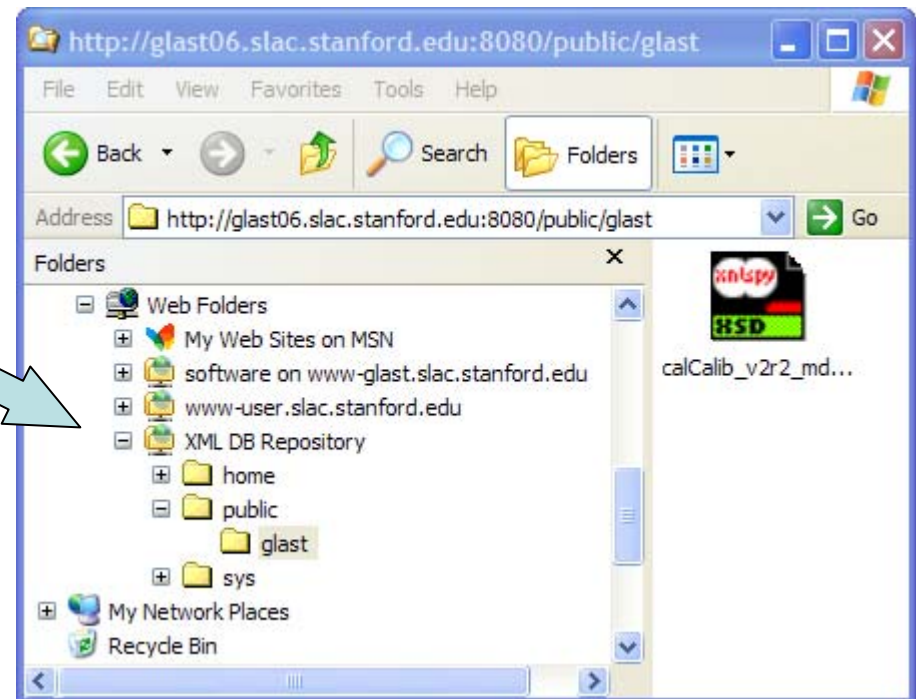 http://glast06.slac.stanford.edu:8080/public/glast
File Edit View Favorites Tools Help
Back Search Folders
Address http://glast06.slac.stanford.edu:8080/public/glast Go
Folders
Web Folders
My Web Sites on MSN
software on www-glast.slac.stanford.edu
www-user.slac.stanford.edu
XML DB Repository
home
public
glast
sys
My Network Places
Recycle Bin
xmlspy
XSD
calCalib_v2r2_md...